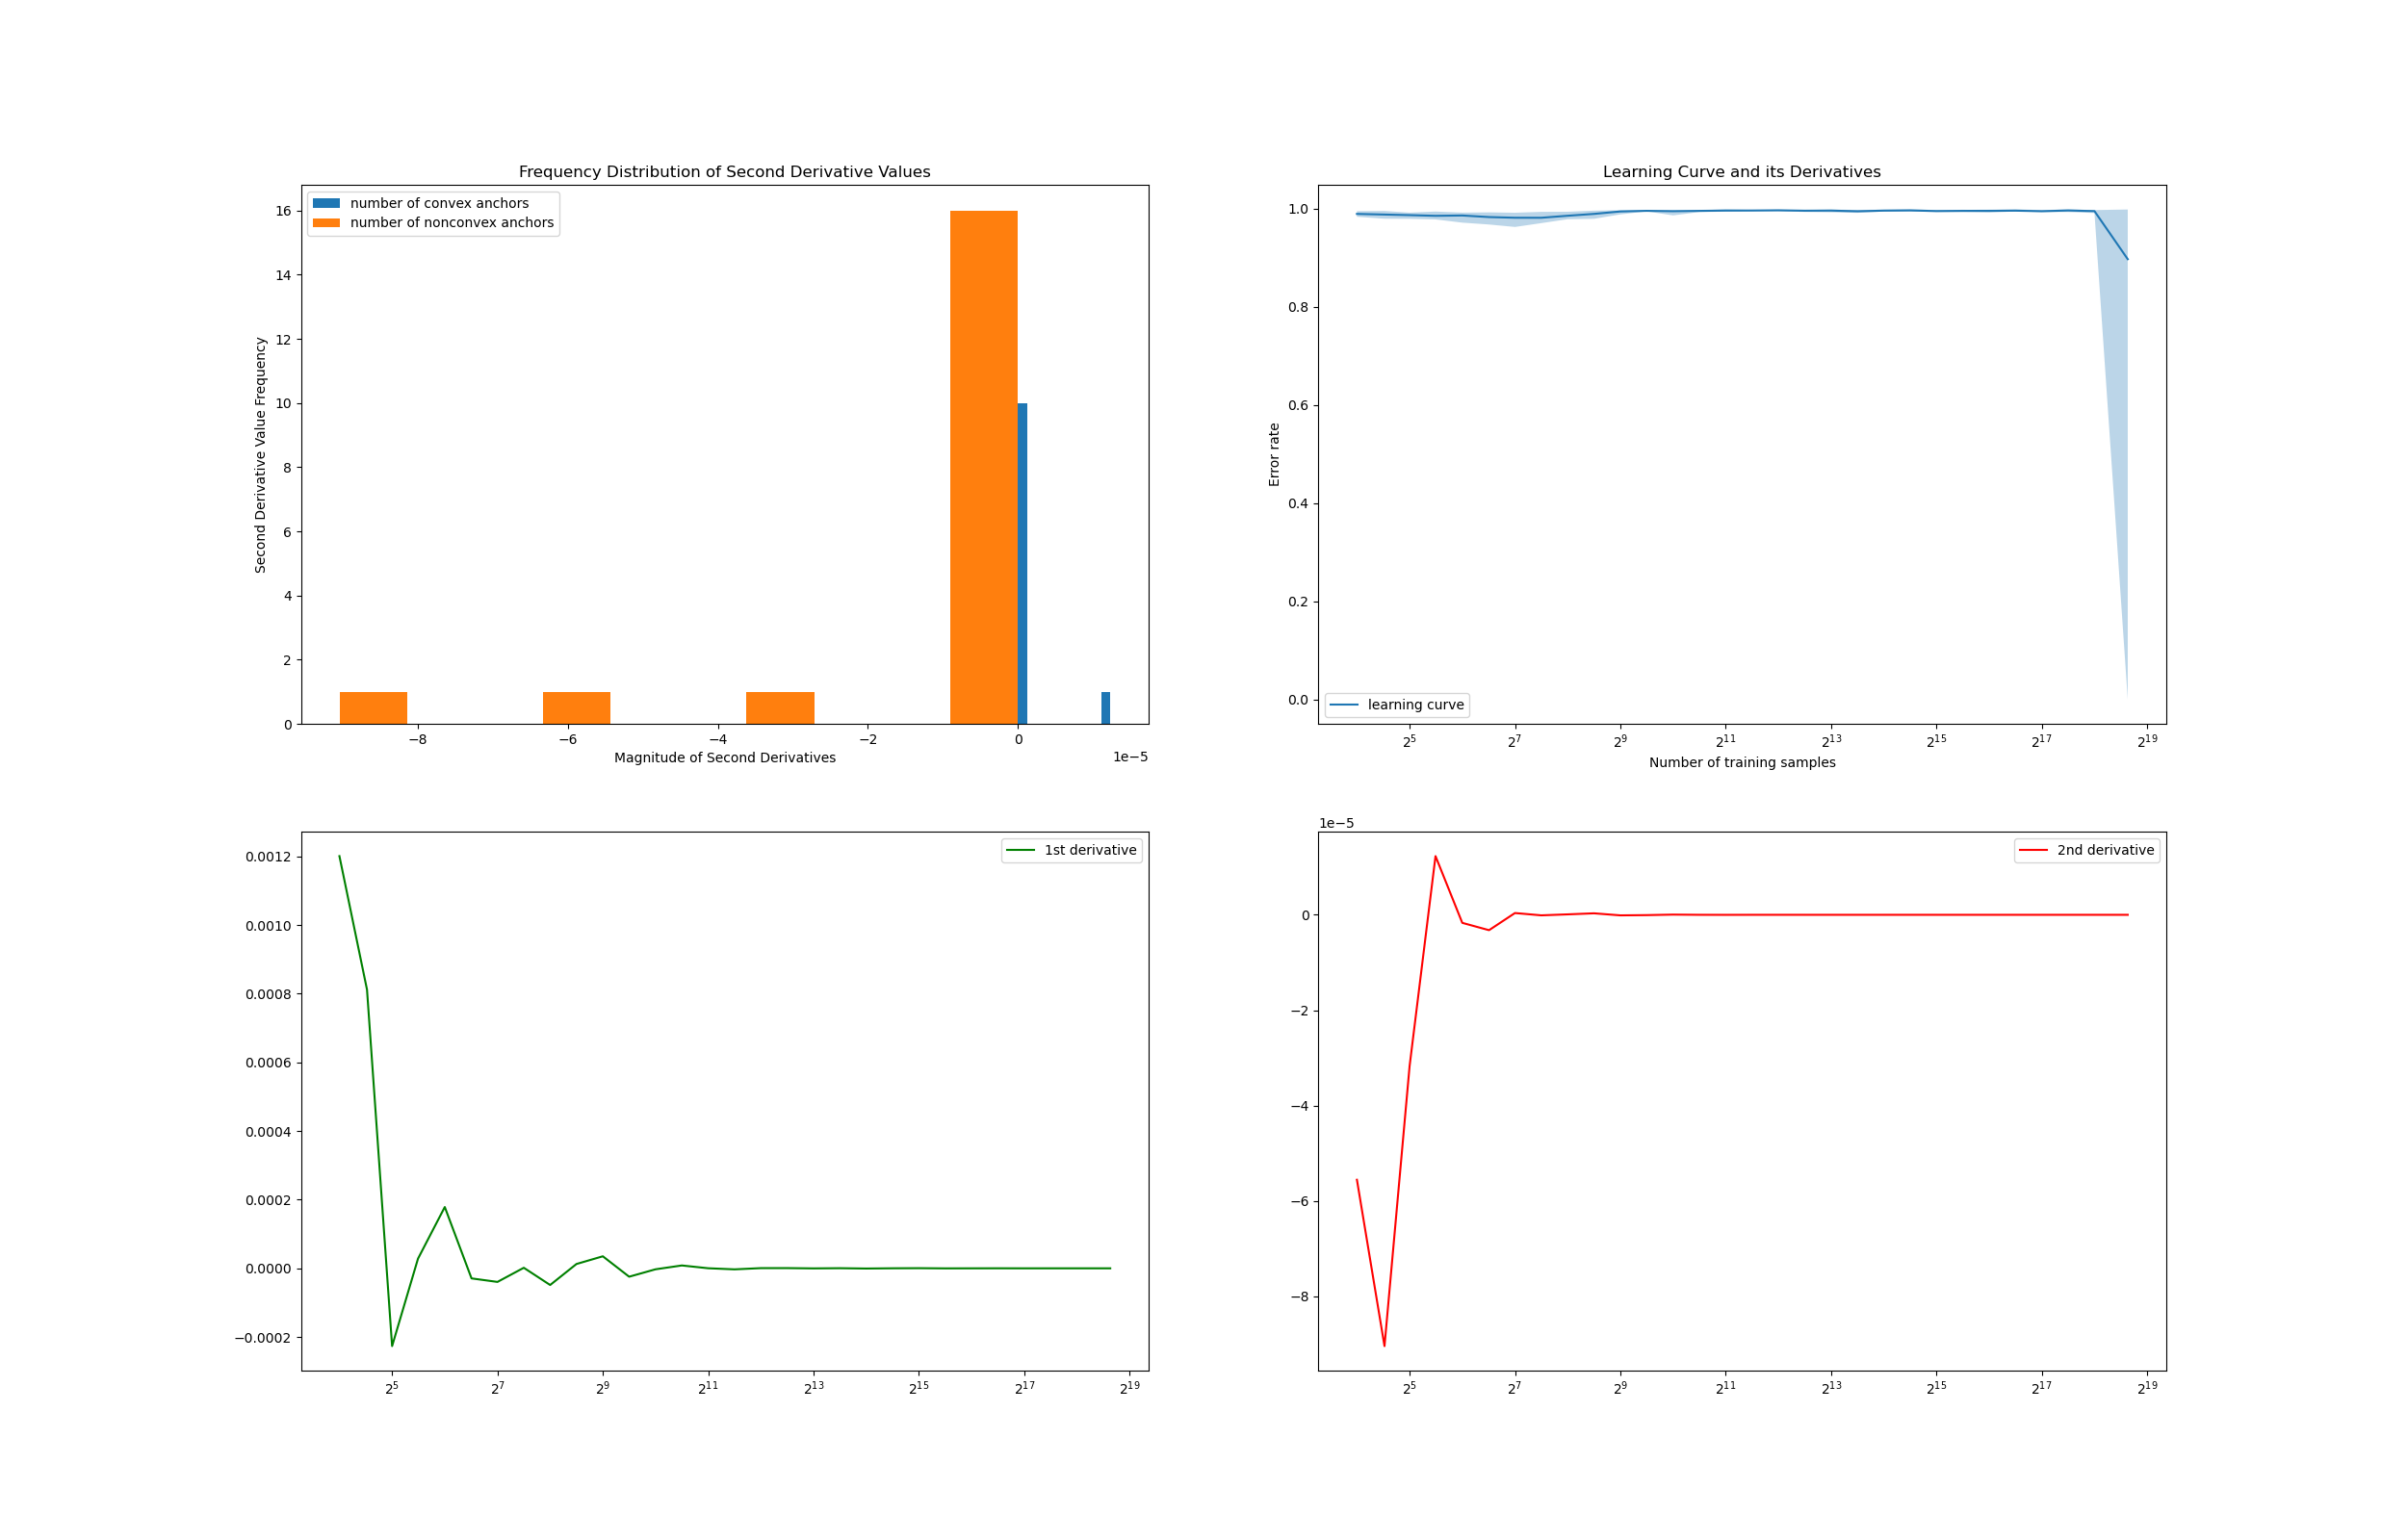 Frequency Distribution of Second Derivative Values
number of convex anchors
number of nonconvex anchors
Second Derivative Value Frequency
16
14
12
10
8
6
4
2
0
−8 −6 −4 −2 0
1e−5
Magnitude of Second Derivatives
Learning Curve and its Derivatives
Error rate
1.0
0.8
0.6
0.4
0.2
0.0
learning curve
2^5 2^7 2^9 2^11 2^13 2^15 2^17 2^19
Number of training samples
1st derivative
0.0012
0.0010
0.0008
0.0006
0.0004
0.0002
0.0000
−0.0002
2^5 2^7 2^9 2^11 2^13 2^15 2^17 2^19
1e−5
2nd derivative
0
−2
−4
−6
−8
2^5 2^7 2^9 2^11 2^13 2^15 2^17 2^19